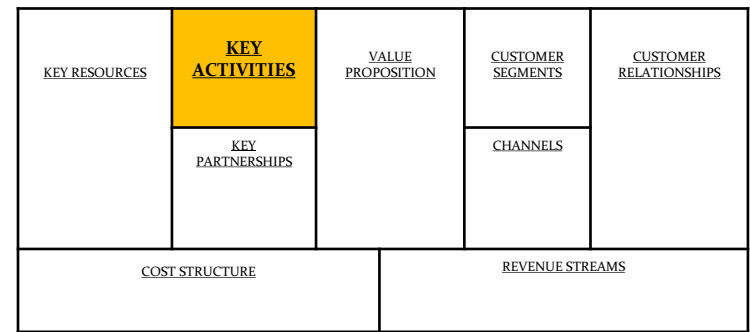 KEY RESOURCES
KEY
ACTIVITIES
VALUE
PROPOSITION
CUSTOMER
SEGMENTS
CUSTOMER
RELATIONSHIPS
KEY
PARTNERSHIPS
CHANNELS
COST STRUCTURE
REVENUE STREAMS